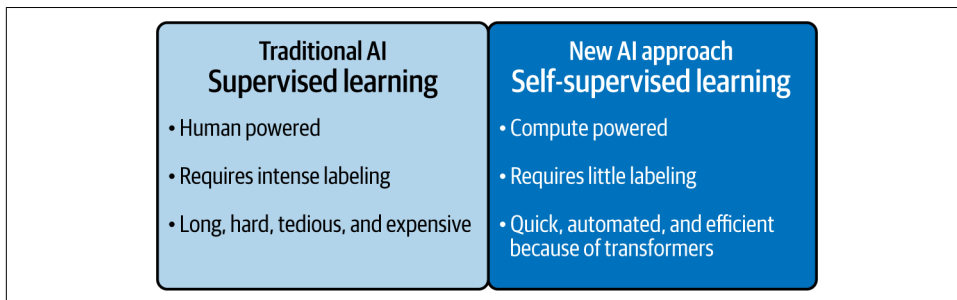 Traditional AI
Supervised learning
• Human powered
• Requires intense labeling
• Long, hard, tedious, and expensive
New AI approach
Self-supervised learning
• Compute powered
• Requires little labeling
• Quick, automated, and efficient
because of transformers